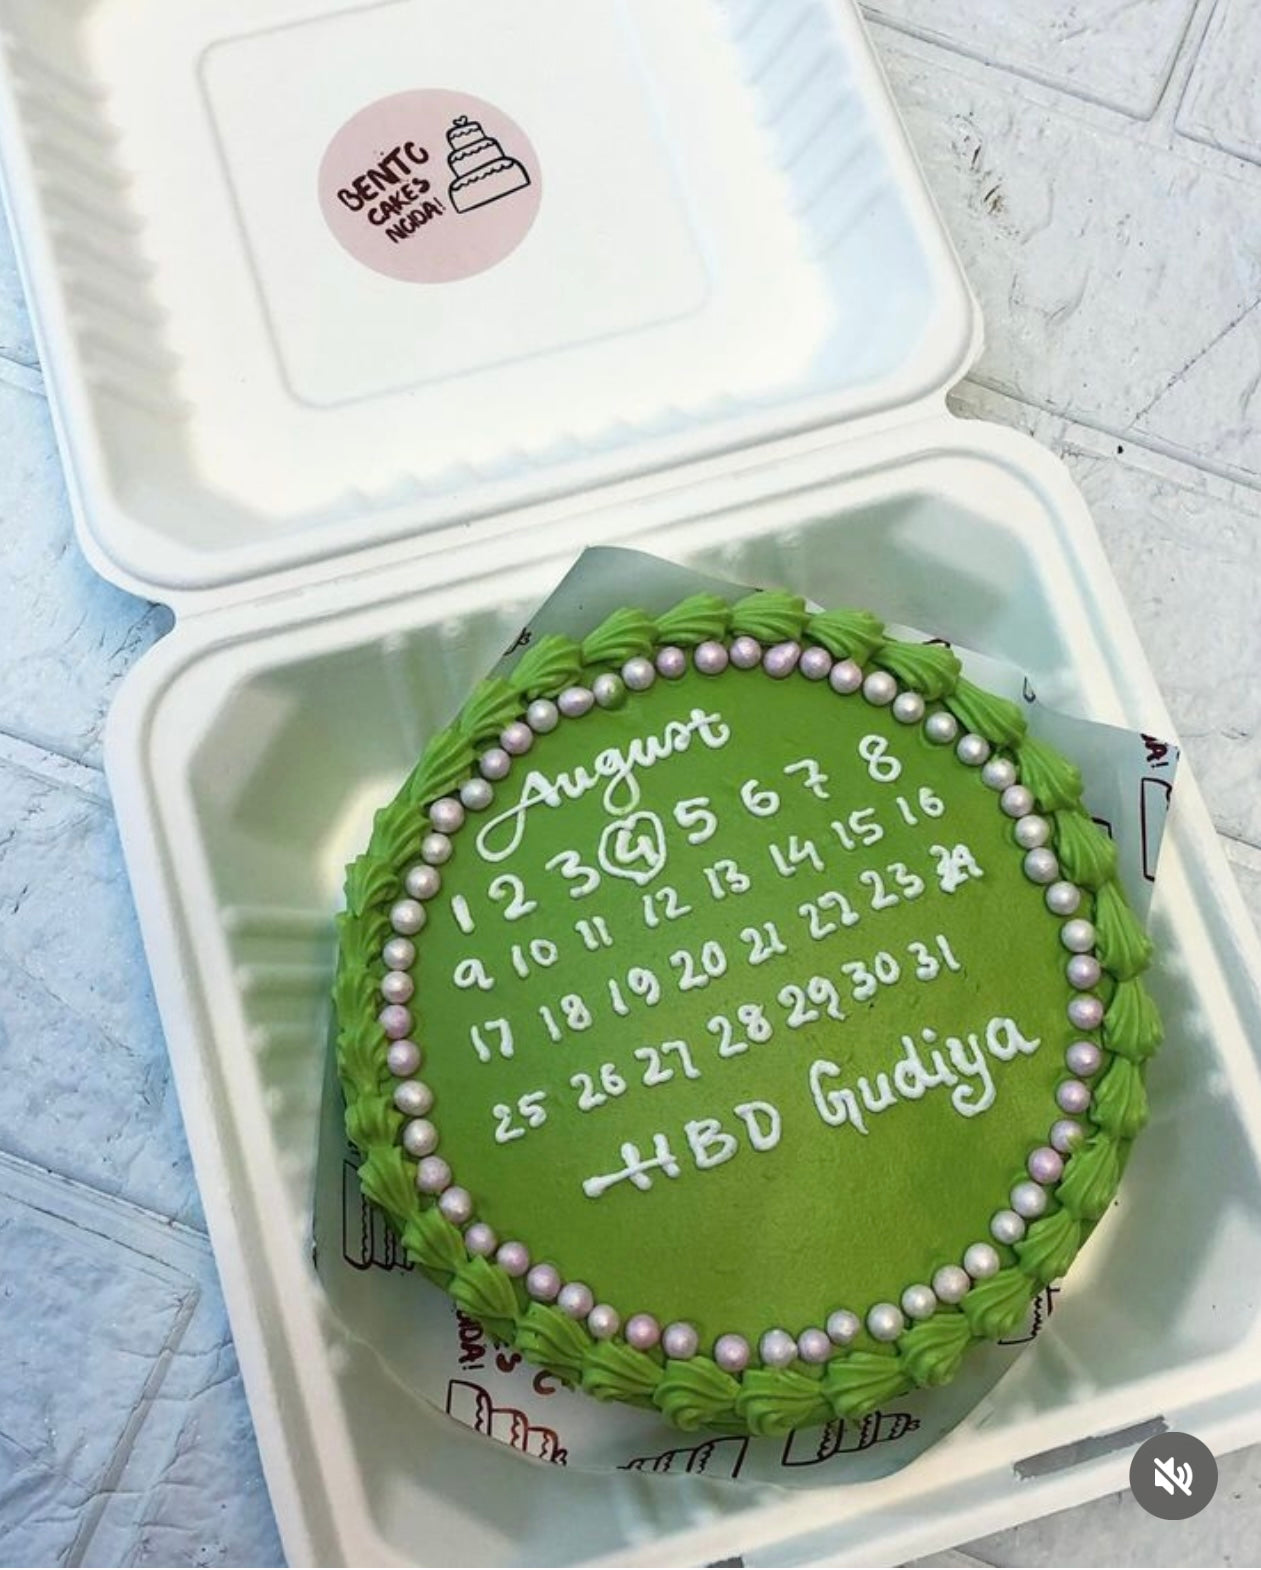 BENTO
CAKES
NOIDA!
August
1 2 3 4 5 6 7 8
9 10 11 12 13 14 15 16
17 18 19 20 21 22 23 24
25 26 27 28 29 30 31
HBD Gudiya
DA!